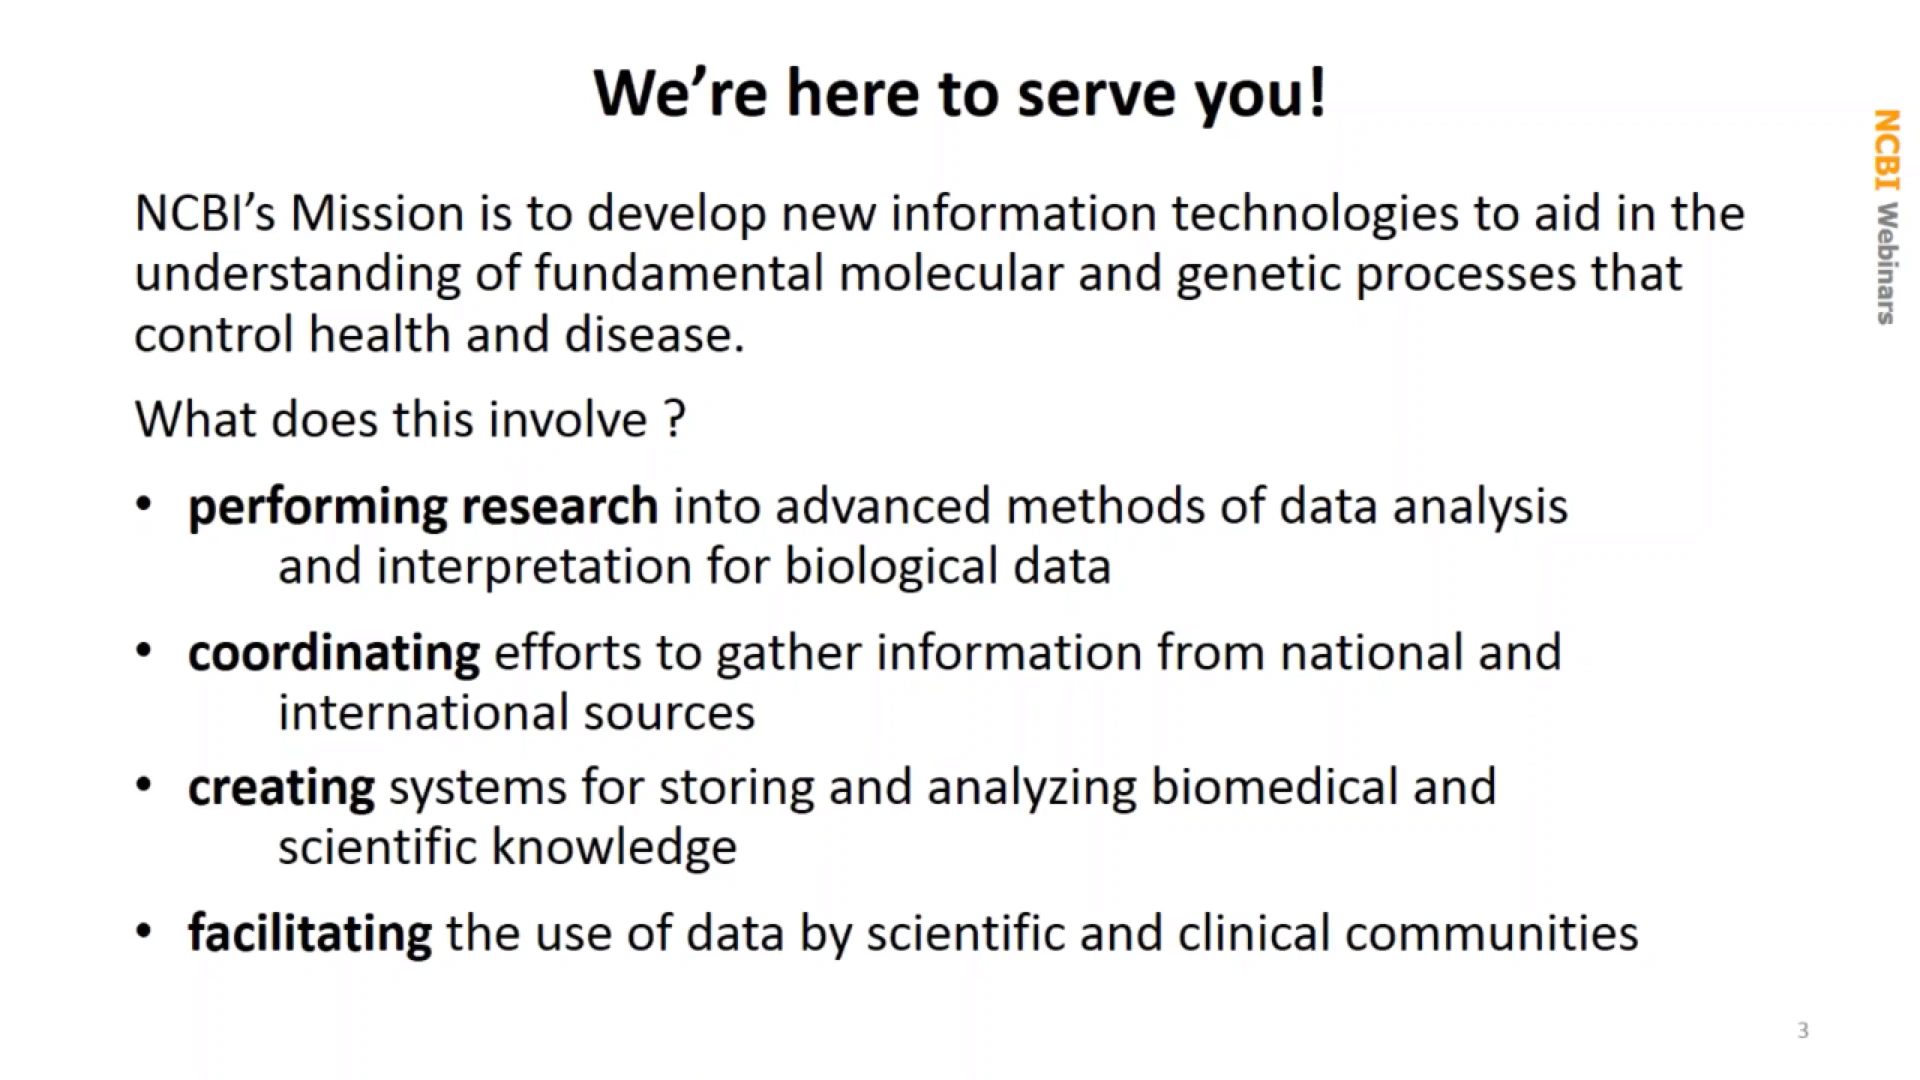 We’re here to serve you!
NCBI’s Mission is to develop new information technologies to aid in the
understanding of fundamental molecular and genetic processes that
control health and disease.
What does this involve ?
• performing research into advanced methods of data analysis
and interpretation for biological data
• coordinating efforts to gather information from national and
international sources
• creating systems for storing and analyzing biomedical and
scientific knowledge
• facilitating the use of data by scientific and clinical communities
NCBI Webinars
3